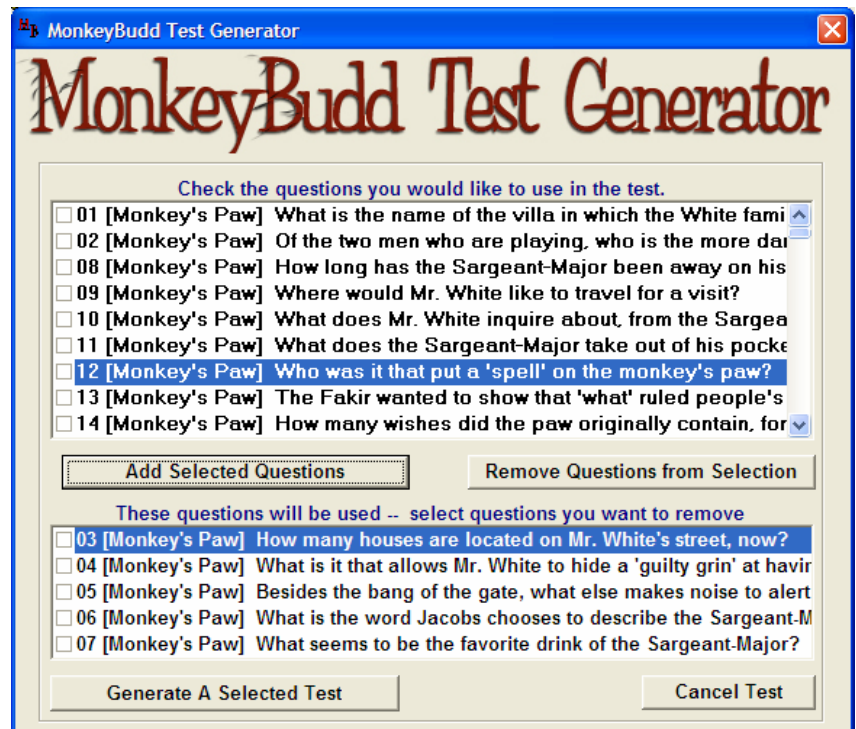 MonkeyBudd Test Generator
MonkeyBudd Test Generator
Check the questions you would like to use in the test.
01 [Monkey's Paw] What is the name of the villa in which the White fami
02 [Monkey's Paw] Of the two men who are playing, who is the more dar
08 [Monkey's Paw] How long has the Sargeant-Major been away on his
09 [Monkey's Paw] Where would Mr. White like to travel for a visit?
10 [Monkey's Paw] What does Mr. White inquire about, from the Sargea
11 [Monkey's Paw] What does the Sargeant-Major take out of his pocke
12 [Monkey's Paw] Who was it that put a 'spell' on the monkey's paw?
13 [Monkey's Paw] The Fakir wanted to show that 'what' ruled people's
14 [Monkey's Paw] How many wishes did the paw originally contain, for
Add Selected Questions Remove Questions from Selection
These questions will be used -- select questions you want to remove
03 [Monkey's Paw] How many houses are located on Mr. White's street, now?
04 [Monkey's Paw] What is it that allows Mr. White to hide a 'guilty grin' at havin
05 [Monkey's Paw] Besides the bang of the gate, what else makes noise to alert
06 [Monkey's Paw] What is the word Jacobs chooses to describe the Sargeant-M
07 [Monkey's Paw] What seems to be the favorite drink of the Sargeant-Major?
Generate A Selected Test Cancel Test